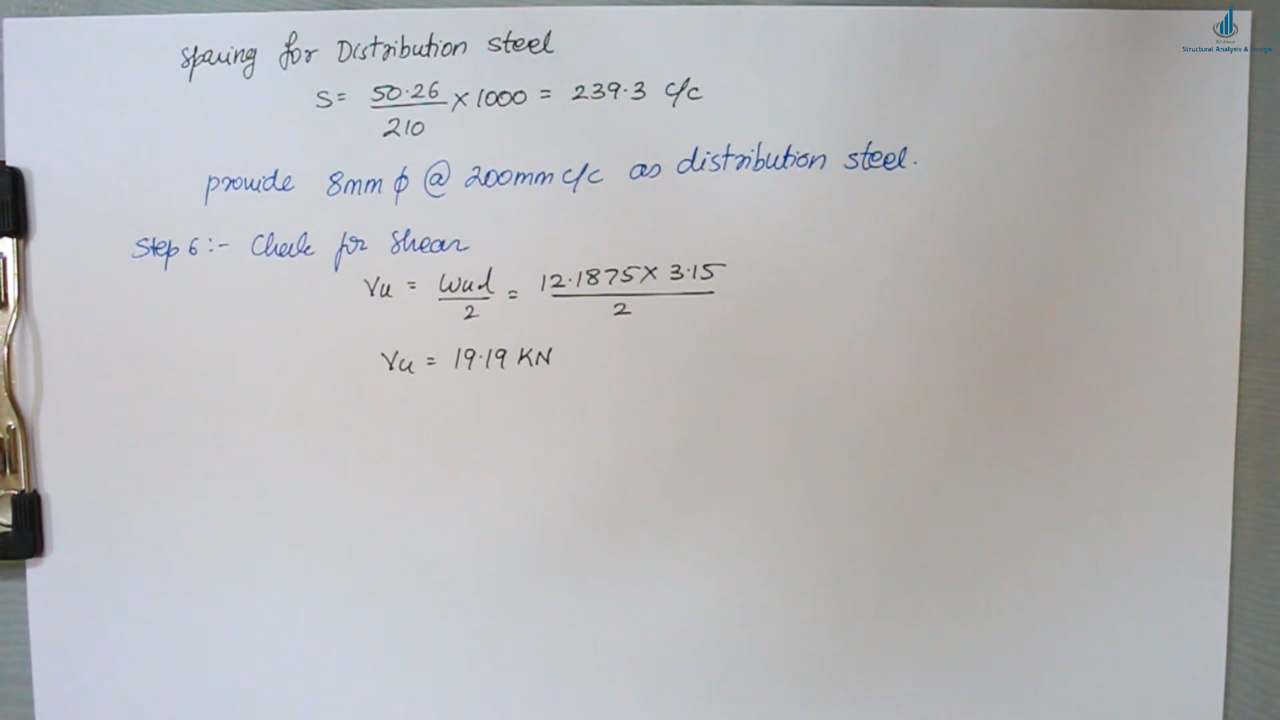 Spacing for Distribution steel
S = 50.26/210 × 1000 = 239.3 c/c
provide 8mm ϕ @ 200mm c/c as distribution steel.
Step 6:- Check for Shear
Vu = wul/2 = 12.1875 × 3.15/2
Vu = 19.19 KN
Structural Analysis & Design